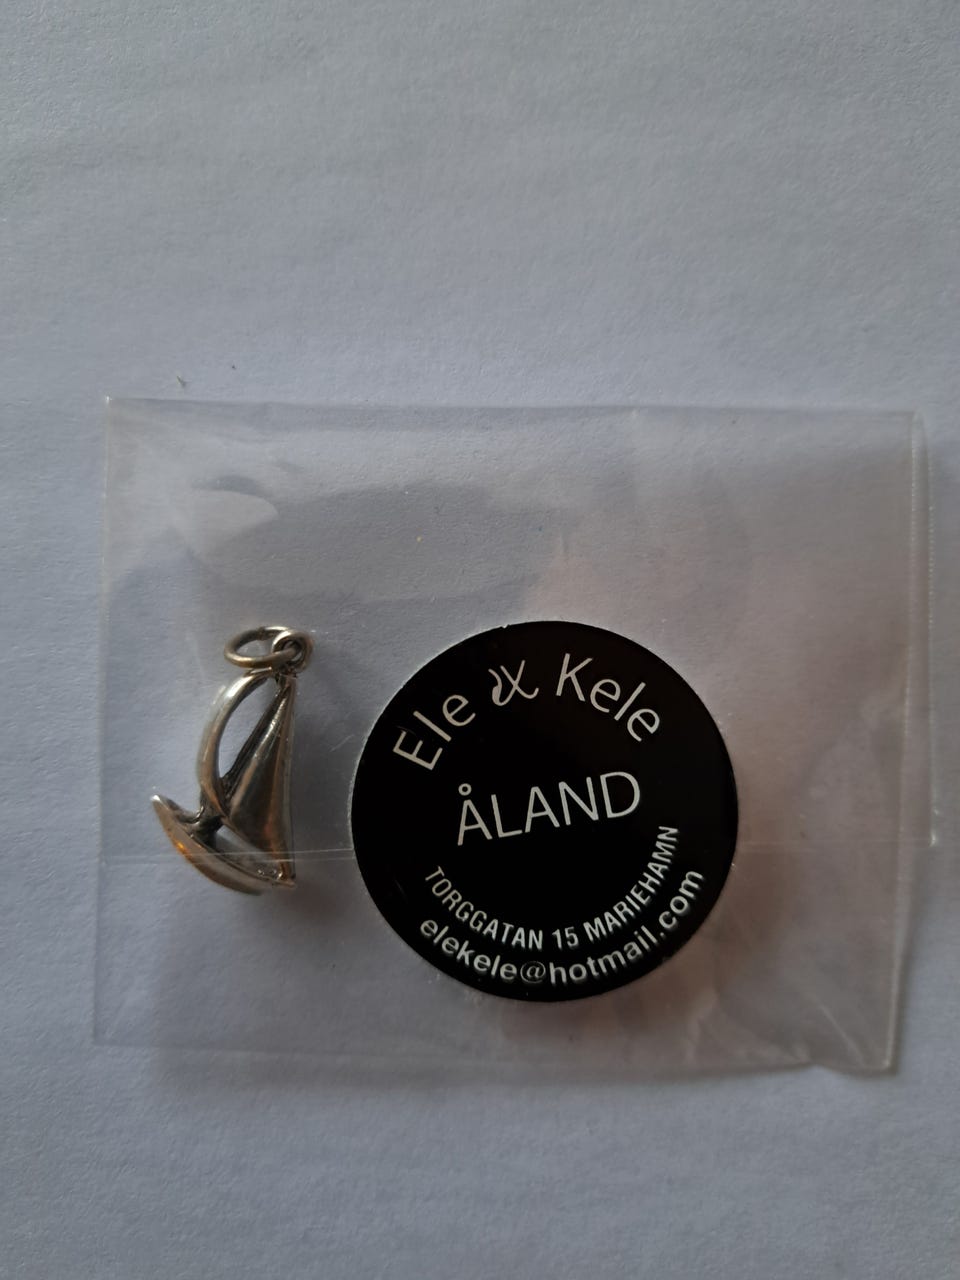 Ele & Kele
ÅLAND
TORGGATAN 15 MARIEHAMN
elekele@hotmail.com